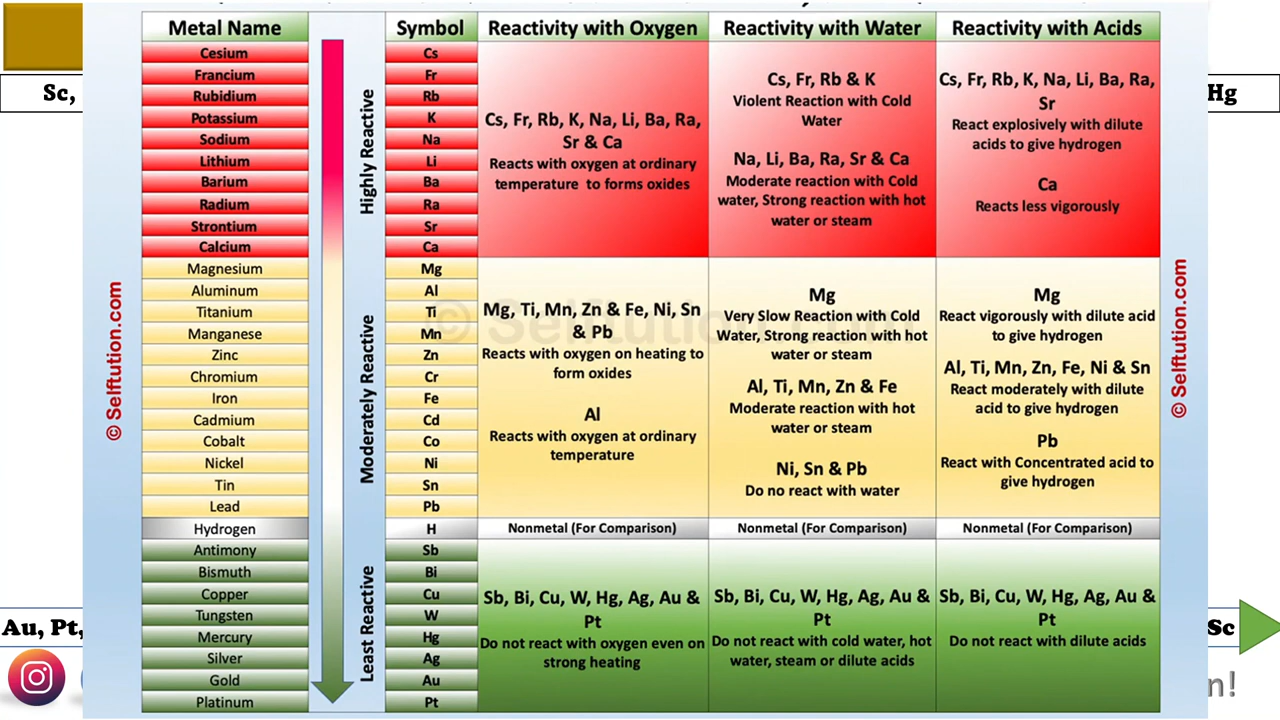 Metal Name
Symbol
Reactivity with Oxygen
Reactivity with Water
Reactivity with Acids
Cesium
Francium
Rubidium
Potassium
Sodium
Lithium
Barium
Radium
Strontium
Calcium
Magnesium
Aluminum
Titanium
Manganese
Zinc
Chromium
Iron
Cadmium
Cobalt
Nickel
Tin
Lead
Hydrogen
Antimony
Bismuth
Copper
Tungsten
Mercury
Silver
Gold
Platinum
Highly Reactive
Moderately Reactive
Least Reactive
Cs
Fr
Rb
K
Na
Li
Ba
Ra
Sr
Ca
Mg
Al
Ti
Mn
Zn
Cr
Fe
Cd
Co
Ni
Sn
Pb
H
Sb
Bi
Cu
W
Hg
Ag
Au
Pt
Cs, Fr, Rb, K, Na, Li, Ba, Ra,
Sr & Ca
Reacts with oxygen at ordinary
temperature to forms oxides
Mg, Ti, Mn, Zn & Fe, Ni, Sn
& Pb
Reacts with oxygen on heating to
form oxides
Al
Reacts with oxygen at ordinary
temperature
Nonmetal (For Comparison)
Sb, Bi, Cu, W, Hg, Ag, Au &
Pt
Do not react with oxygen even on
strong heating
Cs, Fr, Rb & K
Violent Reaction with Cold
Water
Na, Li, Ba, Ra, Sr & Ca
Moderate reaction with Cold
water, Strong reaction with hot
water or steam
Mg
Very Slow Reaction with Cold
Water, Strong reaction with hot
water or steam
Al, Ti, Mn, Zn & Fe
Moderate reaction with hot
water or steam
Ni, Sn & Pb
Do no react with water
Nonmetal (For Comparison)
Sb, Bi, Cu, W, Hg, Ag, Au &
Pt
Do not react with cold water, hot
water, steam or dilute acids
Cs, Fr, Rb, K, Na, Li, Ba, Ra,
Sr
React explosively with dilute
acids to give hydrogen
Ca
Reacts less vigorously
Mg
React vigorously with dilute acid
to give hydrogen
Al, Ti, Mn, Zn, Fe, Ni & Sn
React moderately with dilute
acid to give hydrogen
Pb
React with Concentrated acid to
give hydrogen
Nonmetal (For Comparison)
Sb, Bi, Cu, W, Hg, Ag, Au &
Pt
Do not react with dilute acids
© Selftution.com
© Selftution.com
© Selftution.com
Sc,
Hg
Au, Pt,
Sc
n!